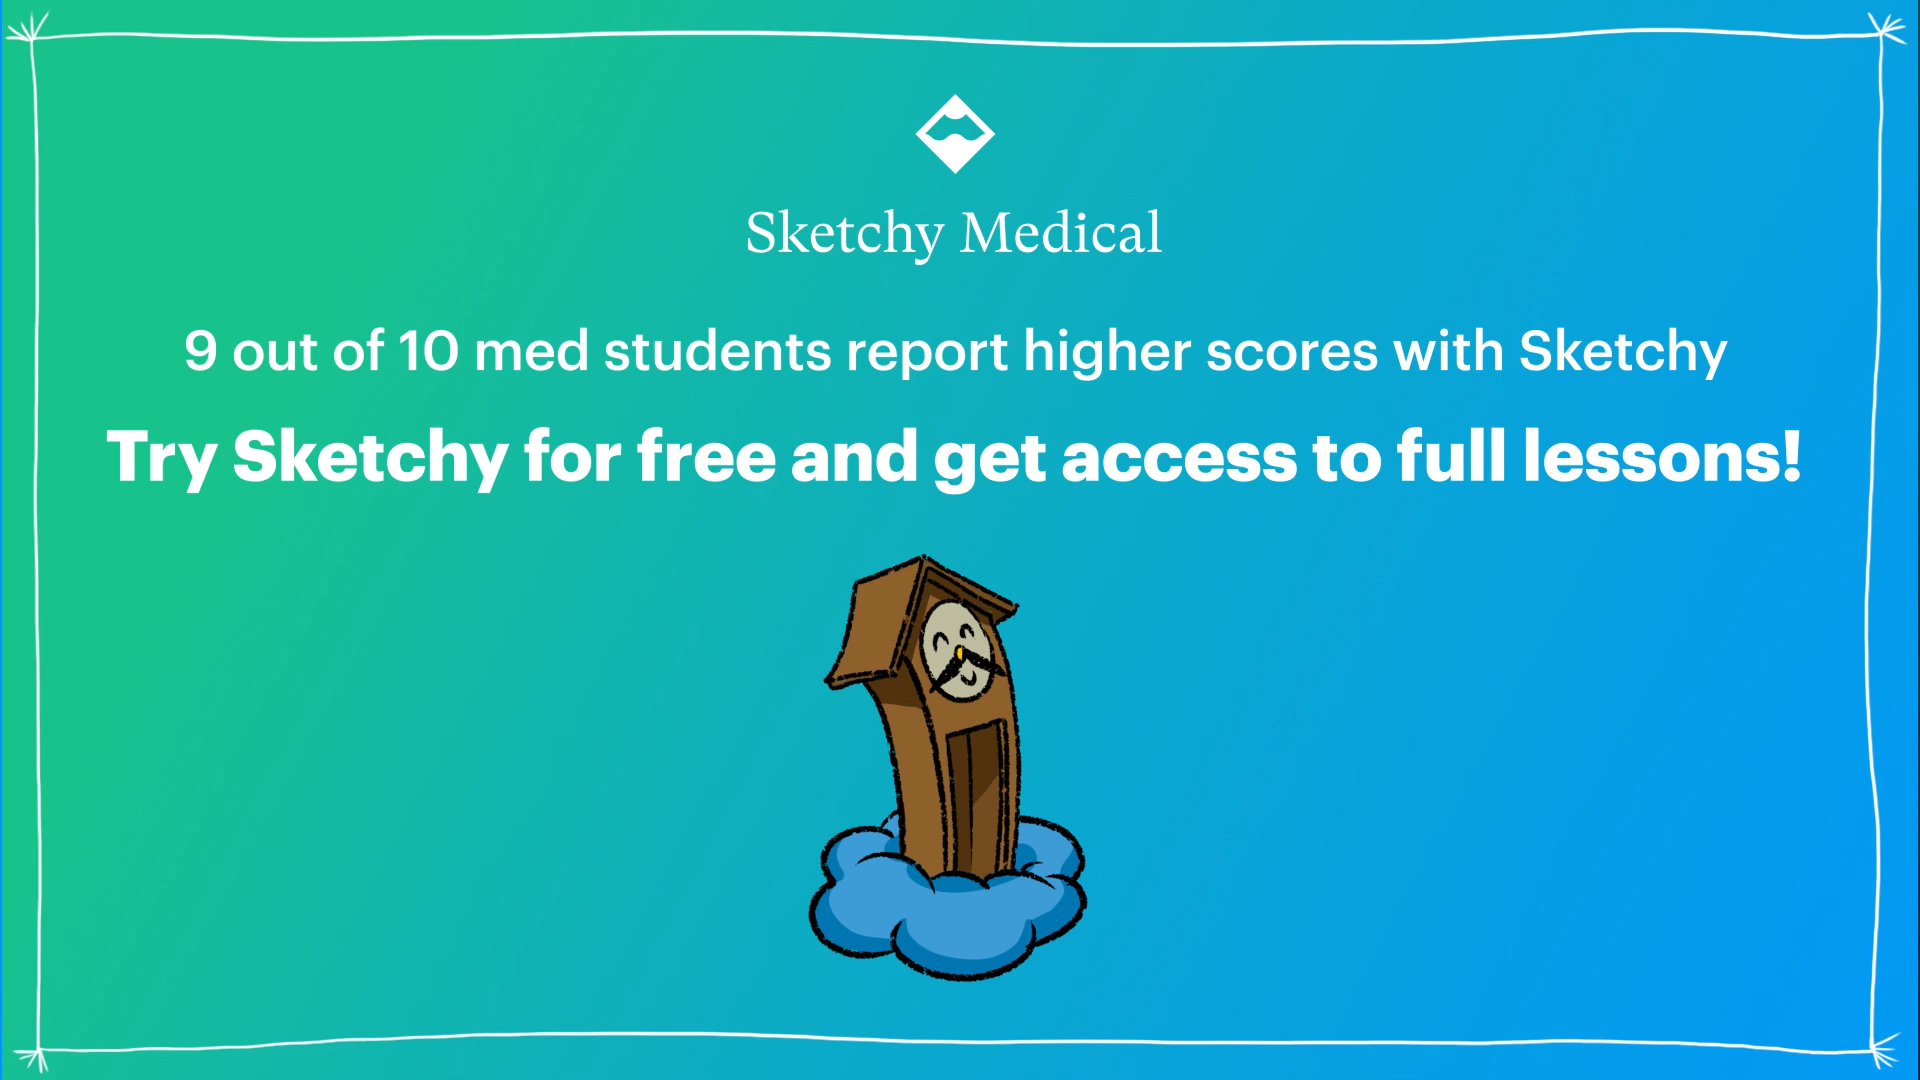 Sketchy Medical
9 out of 10 med students report higher scores with Sketchy
Try Sketchy for free and get access to full lessons!